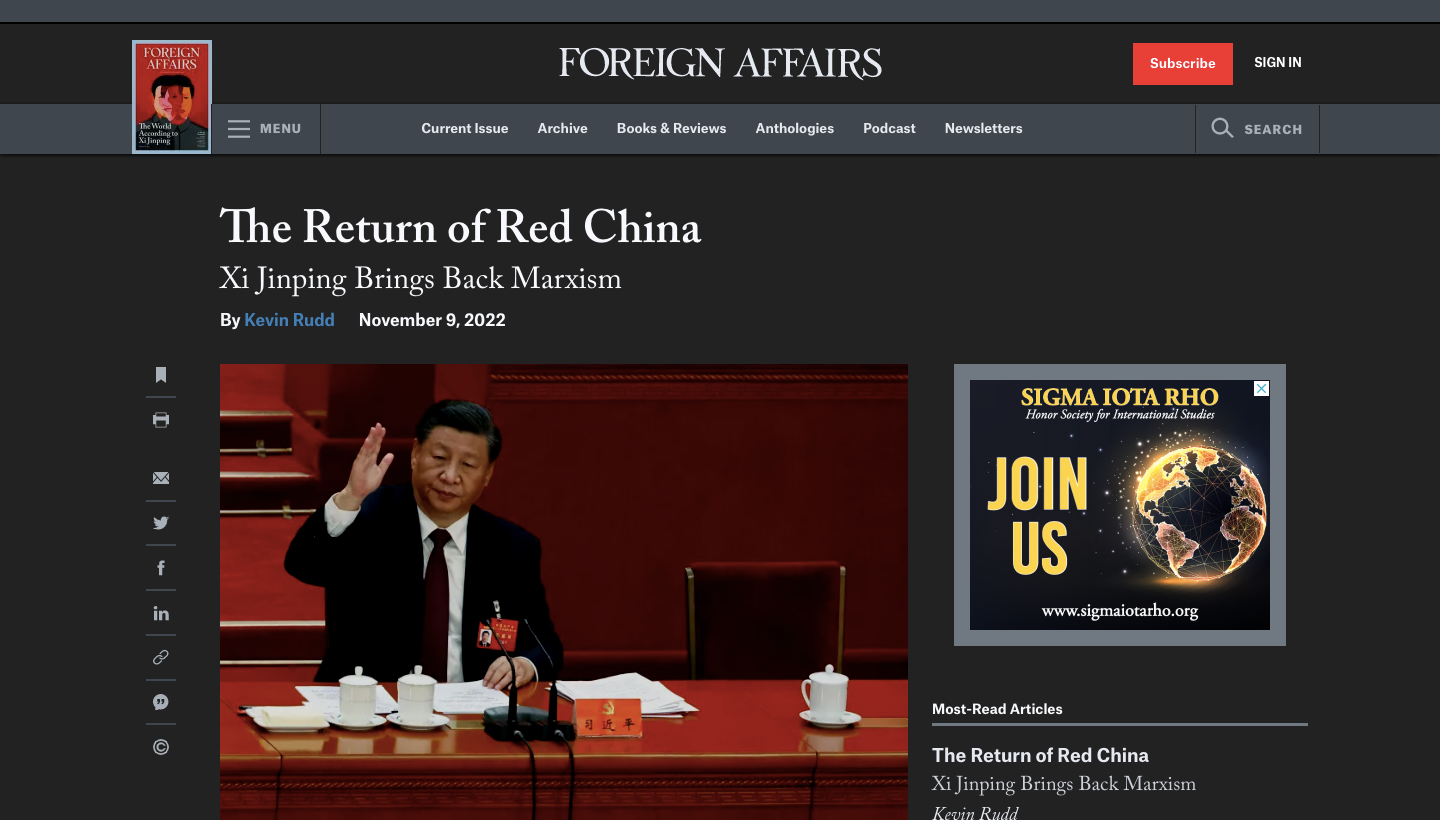 FOREIGN AFFAIRS
Subscribe
SIGN IN
FOREIGN
AFFAIRS
The World
According to
Xi Jinping
MENU
Current Issue
Archive
Books & Reviews
Anthologies
Podcast
Newsletters
SEARCH
The Return of Red China
Xi Jinping Brings Back Marxism
By Kevin Rudd November 9, 2022
习近平
SIGMA IOTA RHO
Honor Society for International Studies
JOIN
US
www.sigmaiotarho.org
Most-Read Articles
The Return of Red China
Xi Jinping Brings Back Marxism
Kevin Rudd